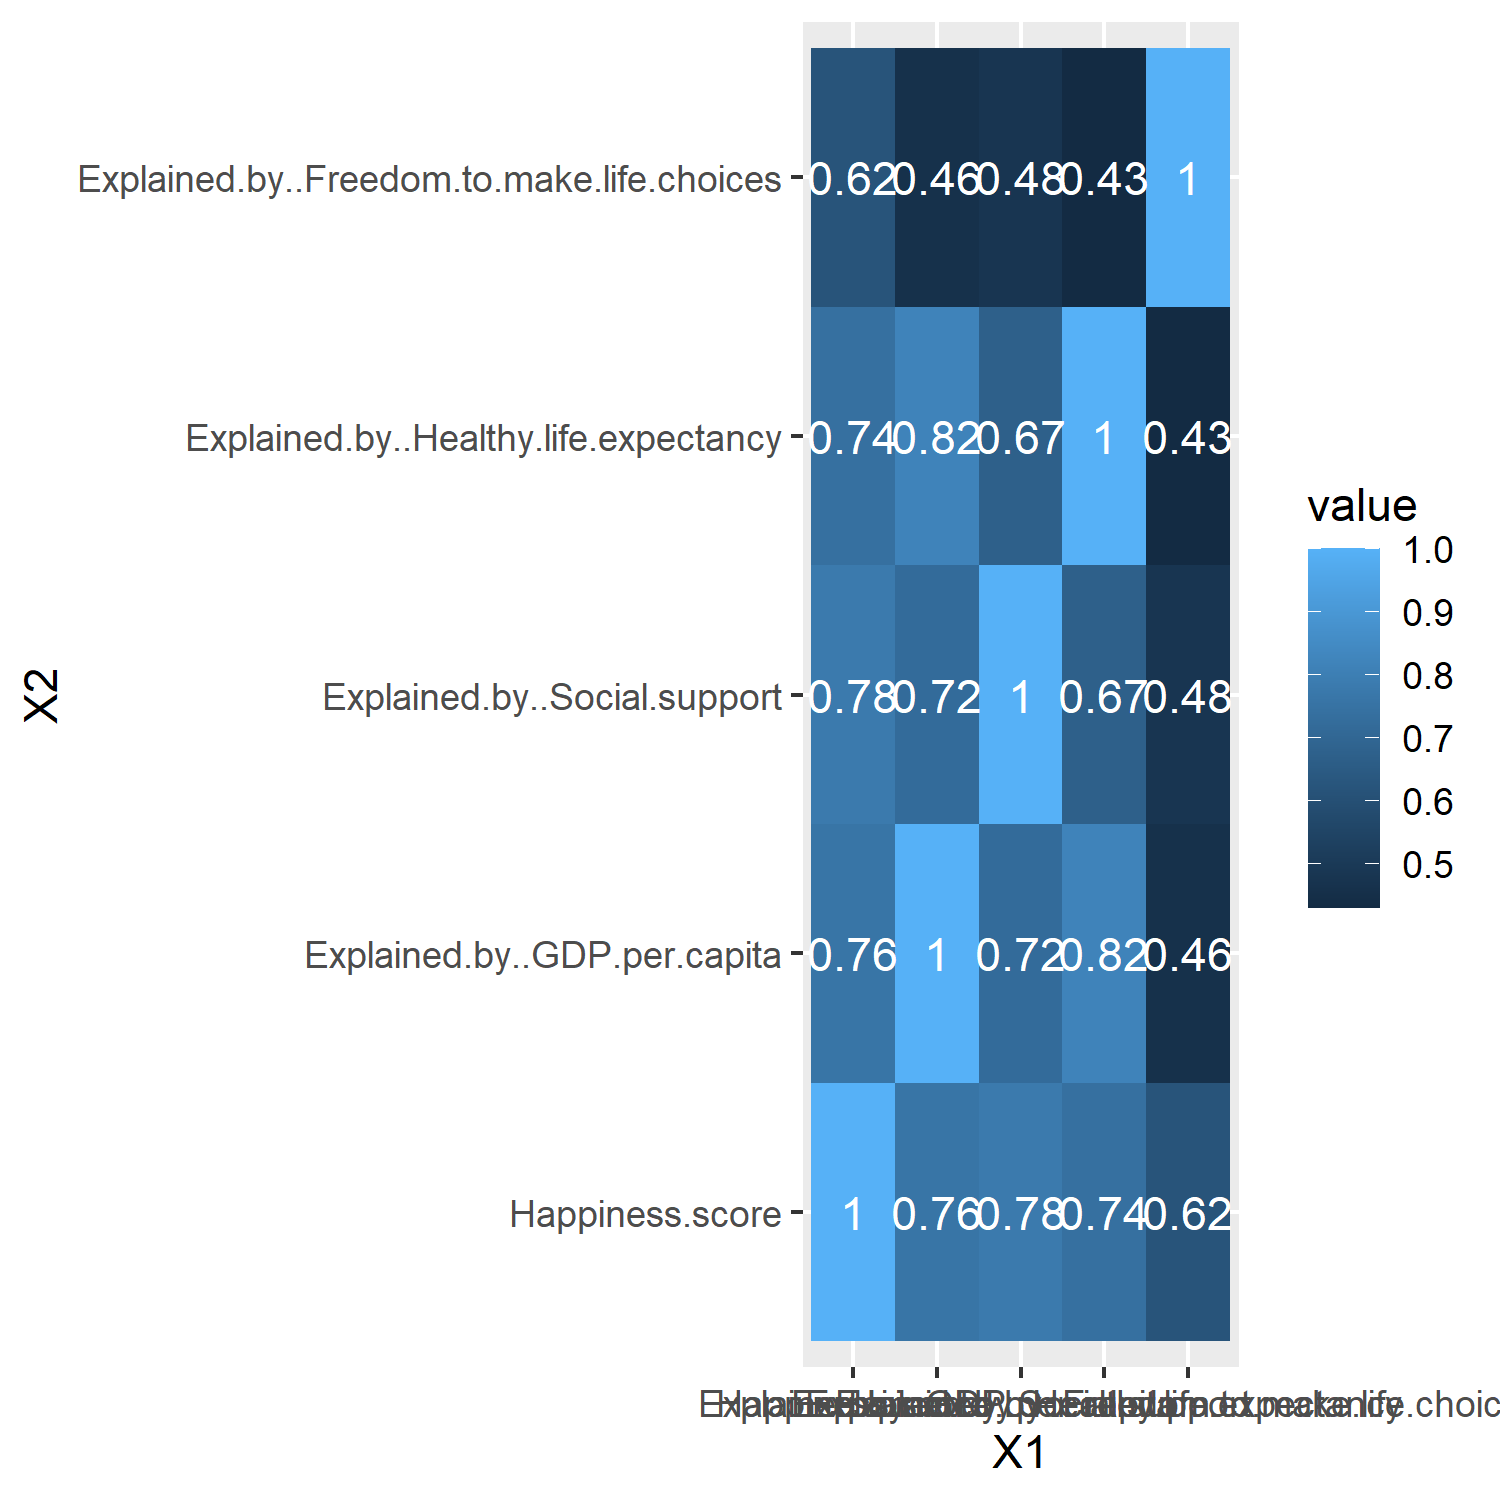 Explained.by..Freedom.to.make.life.choices
0.62 0.46 0.48 0.43 1
Explained.by..Healthy.life.expectancy
0.74 0.82 0.67 1 0.43
Explained.by..Social.support
0.78 0.72 1 0.67 0.48
Explained.by..GDP.per.capita
0.76 1 0.72 0.82 0.46
Happiness.score
1 0.76 0.78 0.74 0.62
X2
X1
value
1.0
0.9
0.8
0.7
0.6
0.5